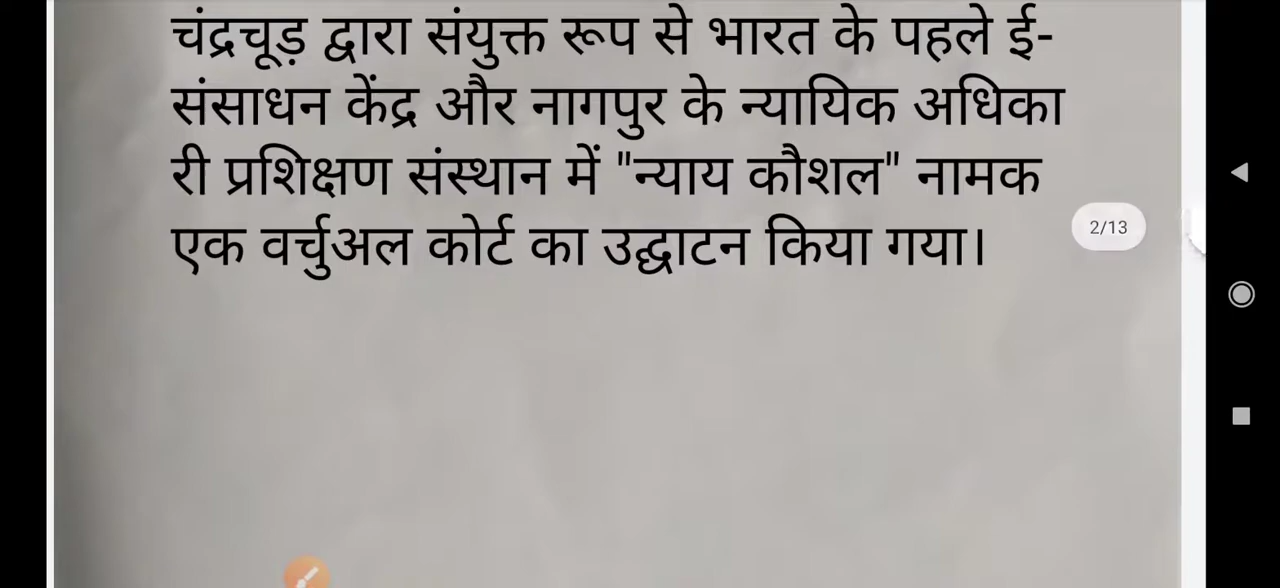 चंद्रचूड़ द्वारा संयुक्त रूप से भारत के पहले ई-
संसाधन केंद्र और नागपुर के न्यायिक अधिका
री प्रशिक्षण संस्थान में "न्याय कौशल" नामक
एक वर्चुअल कोर्ट का उद्घाटन किया गया।
2/13